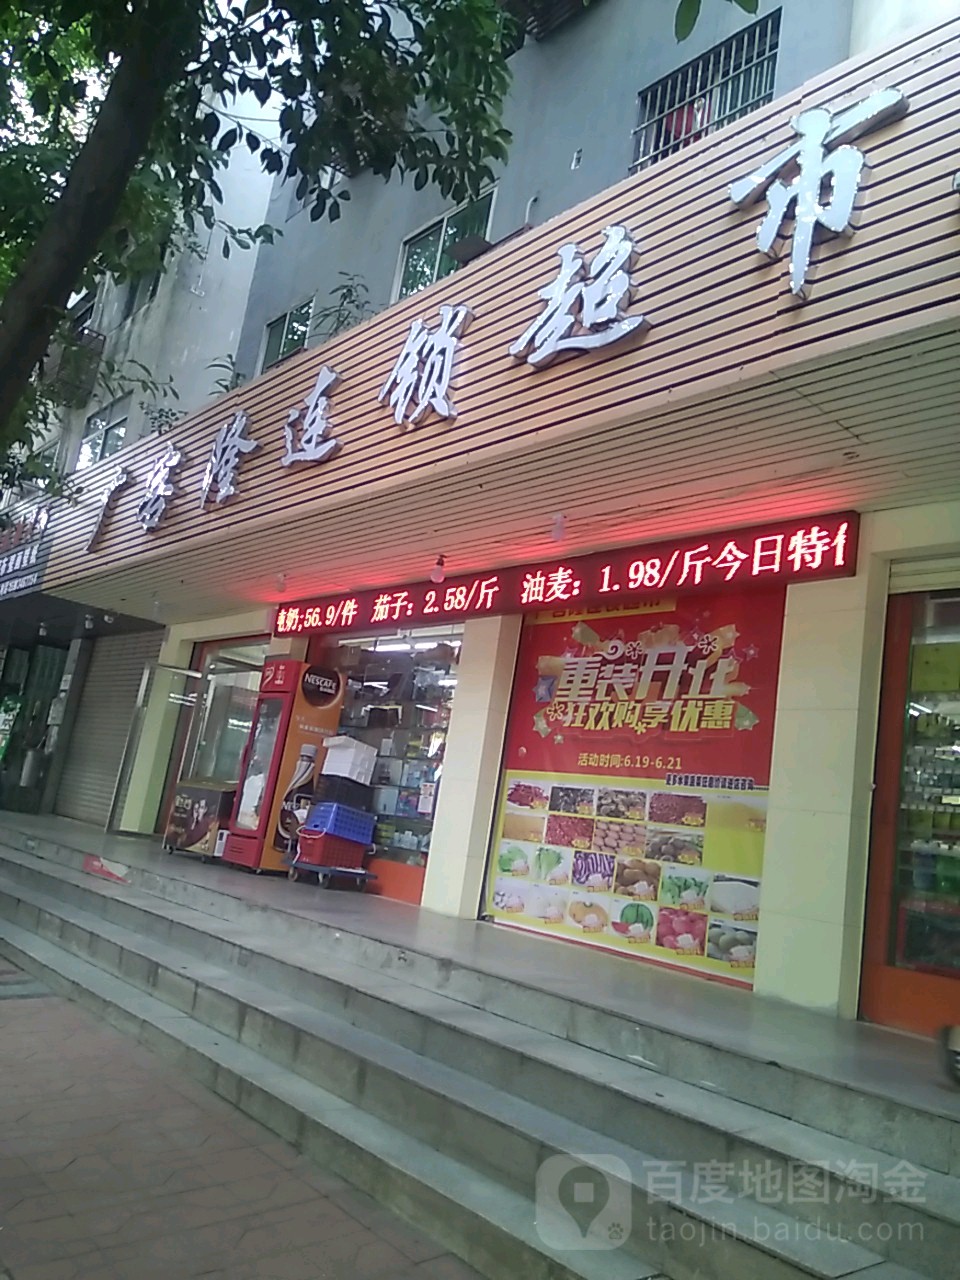 广客隆连锁超市
奶;56.9/件 茄子：2.58/斤 油麦：1.98/斤今日特
NESCAFÉ
重装开业
狂欢购享优惠
活动时间:6.19-6.21
百度地图淘金
taojin.baidu.com